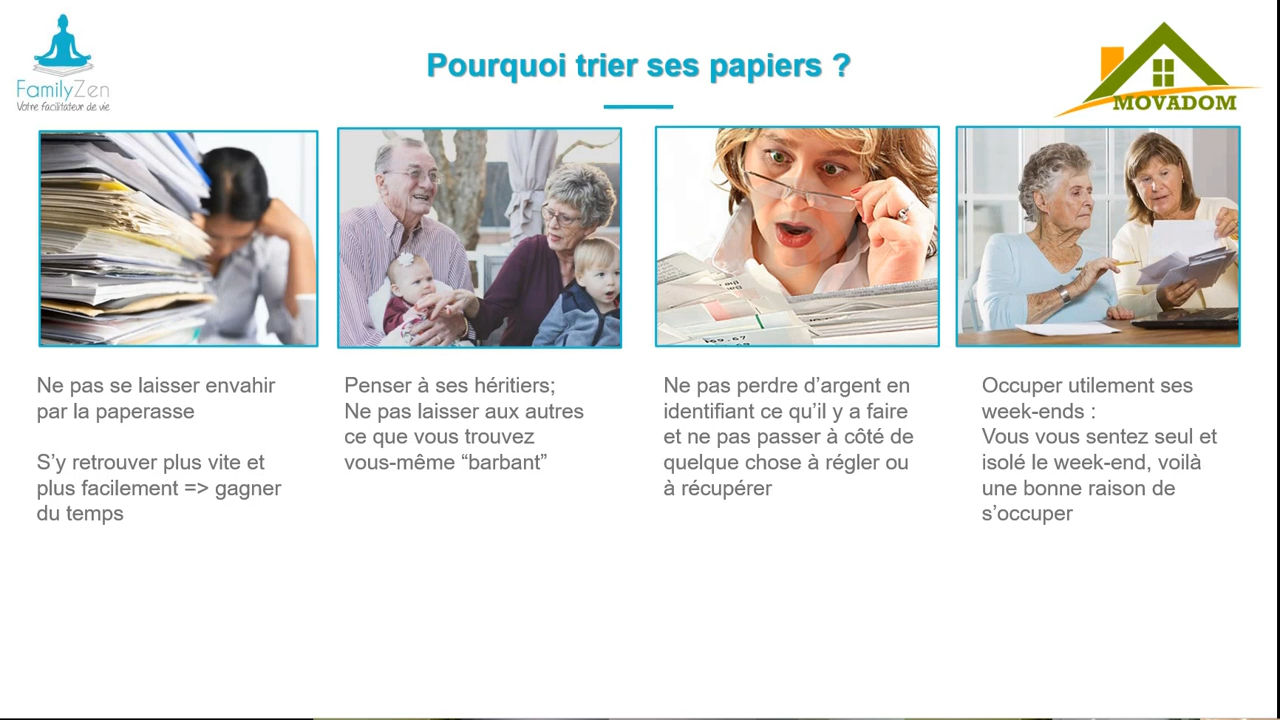 Pourquoi trier ses papiers ?
FamilyZen
Votre facilitateur de vie
MOVADOM
Ne pas se laisser envahir
par la paperasse
S’y retrouver plus vite et
plus facilement => gagner
du temps
Penser à ses héritiers;
Ne pas laisser aux autres
ce que vous trouvez
vous-même “barbant”
Ne pas perdre d’argent en
identifiant ce qu’il y a faire
et ne pas passer à côté de
quelque chose à régler ou
à récupérer
Occuper utilement ses
week-ends :
Vous vous sentez seul et
isolé le week-end, voilà
une bonne raison de
s’occuper